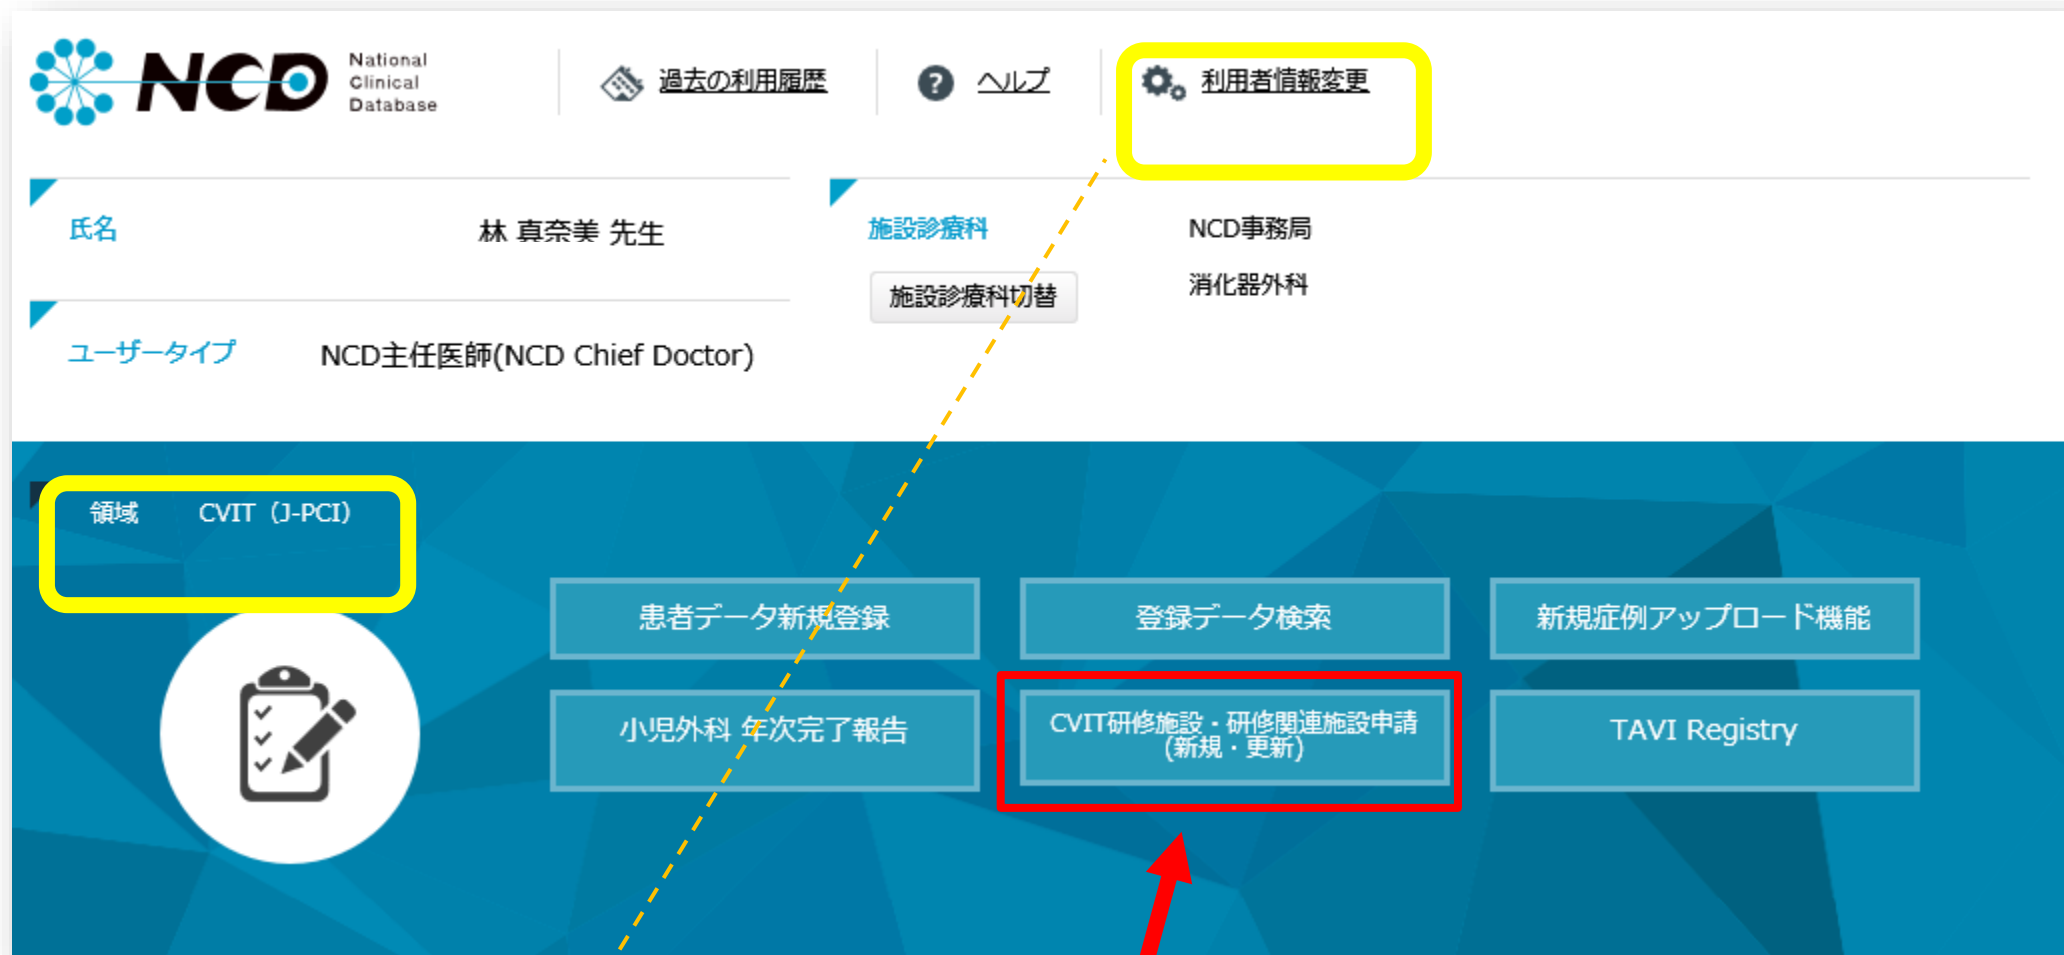 NCD
National
Clinical
Database
過去の利用履歴
? ヘルプ
利用者情報変更
氏名 林 真奈美 先生
施設診療科 NCD事務局
施設診療科切替 消化器外科
ユーザータイプ NCD主任医師(NCD Chief Doctor)
領域 CVIT (J-PCI)
患者データ新規登録
登録データ検索
新規症例アップロード機能
小児外科 年次完了報告
CVIT研修施設・研修関連施設申請
(新規・更新)
TAVI Registry